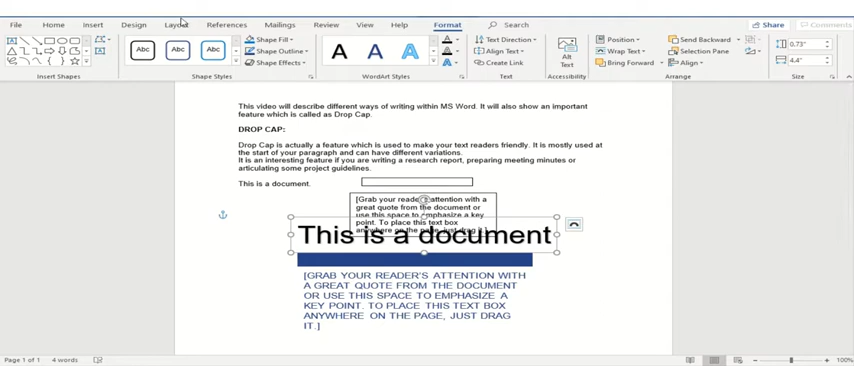 File Home Insert Design Layout References Mailings Review View Help Format Search Share Comments
Abc Abc Abc
Shape Fill
Shape Outline
Shape Effects
A A A
Text Direction
Align Text
Create Link
Alt
Text
Position
Wrap Text
Bring Forward
Send Backward
Selection Pane
Align
0.73"
4.4"
Insert Shapes Shape Styles WordArt Styles Text Accessibility Arrange Size
This video will describe different ways of writing within MS Word. It will also show an important
feature which is called as Drop Cap.
DROP CAP:
Drop Cap is actually a feature which is used to make your text readers friendly. It is mostly used at
the start of your paragraph and can have different variations.
It is an interesting feature if you are writing a research report, preparing meeting minutes or
articulating some project guidelines.
This is a document.
[Grab your reader's attention with a
great quote from the document or
use this space to emphasize a key
point. To place this text box
anywhere on the page, just drag it.]
This is a document
[GRAB YOUR READER'S ATTENTION WITH
A GREAT QUOTE FROM THE DOCUMENT
OR USE THIS SPACE TO EMPHASIZE A
KEY POINT. TO PLACE THIS TEXT BOX
ANYWHERE ON THE PAGE, JUST DRAG
IT.]
Page 1 of 1 4 words 100%